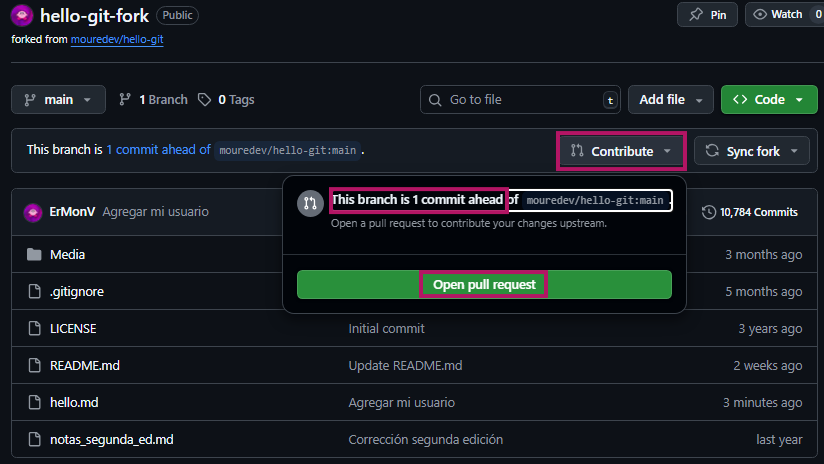 hello-git-fork Public Pin Watch 0
forked from mouredev/hello-git
main 1 Branch 0 Tags Go to file t Add file <> Code
This branch is 1 commit ahead of mouredev/hello-git:main . Contribute Sync fork
This branch is 1 commit ahead of mouredev/hello-git:main .
Open a pull request to contribute your changes upstream.
Open pull request
ErMonV Agregar mi usuario 10,784 Commits
Media 3 months ago
.gitignore 5 months ago
LICENSE Initial commit 3 years ago
README.md Update README.md 2 weeks ago
hello.md Agregar mi usuario 3 minutes ago
notas_segunda_ed.md Corrección segunda edición last year